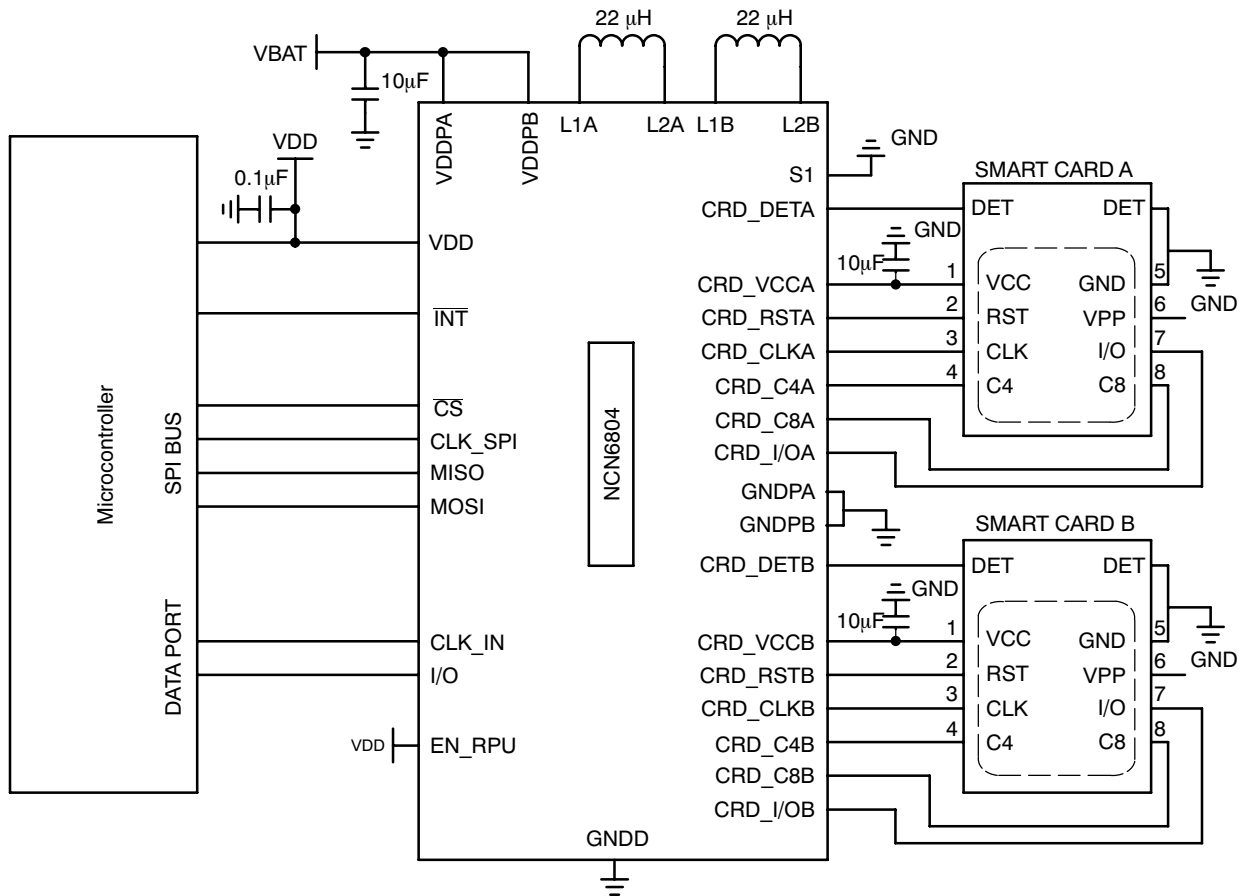 22 μH
22 μH
VBAT
10μF
VDDPA
VDDPB
L1A
L2A
L1B
L2B
GND
S1
VDD
0.1μF
VDD
INT
CS
CLK_SPI
MISO
MOSI
CLK_IN
I/O
VDD
EN_RPU
GNDD
Microcontroller
SPI BUS
DATA PORT
NCN6804
CRD_DETA
CRD_VCCA
CRD_RSTA
CRD_CLKA
CRD_C4A
CRD_C8A
CRD_I/OA
GNDPA
GNDPB
CRD_DETB
CRD_VCCB
CRD_RSTB
CRD_CLKB
CRD_C4B
CRD_C8B
CRD_I/OB
SMART CARD A
DET
DET
GND
10μF
1
VCC
GND
5
GND
2
RST
VPP
6
3
CLK
I/O
7
4
C4
C8
8
SMART CARD B
DET
DET
GND
10μF
1
VCC
GND
5
GND
2
RST
VPP
6
3
CLK
I/O
7
4
C4
C8
8